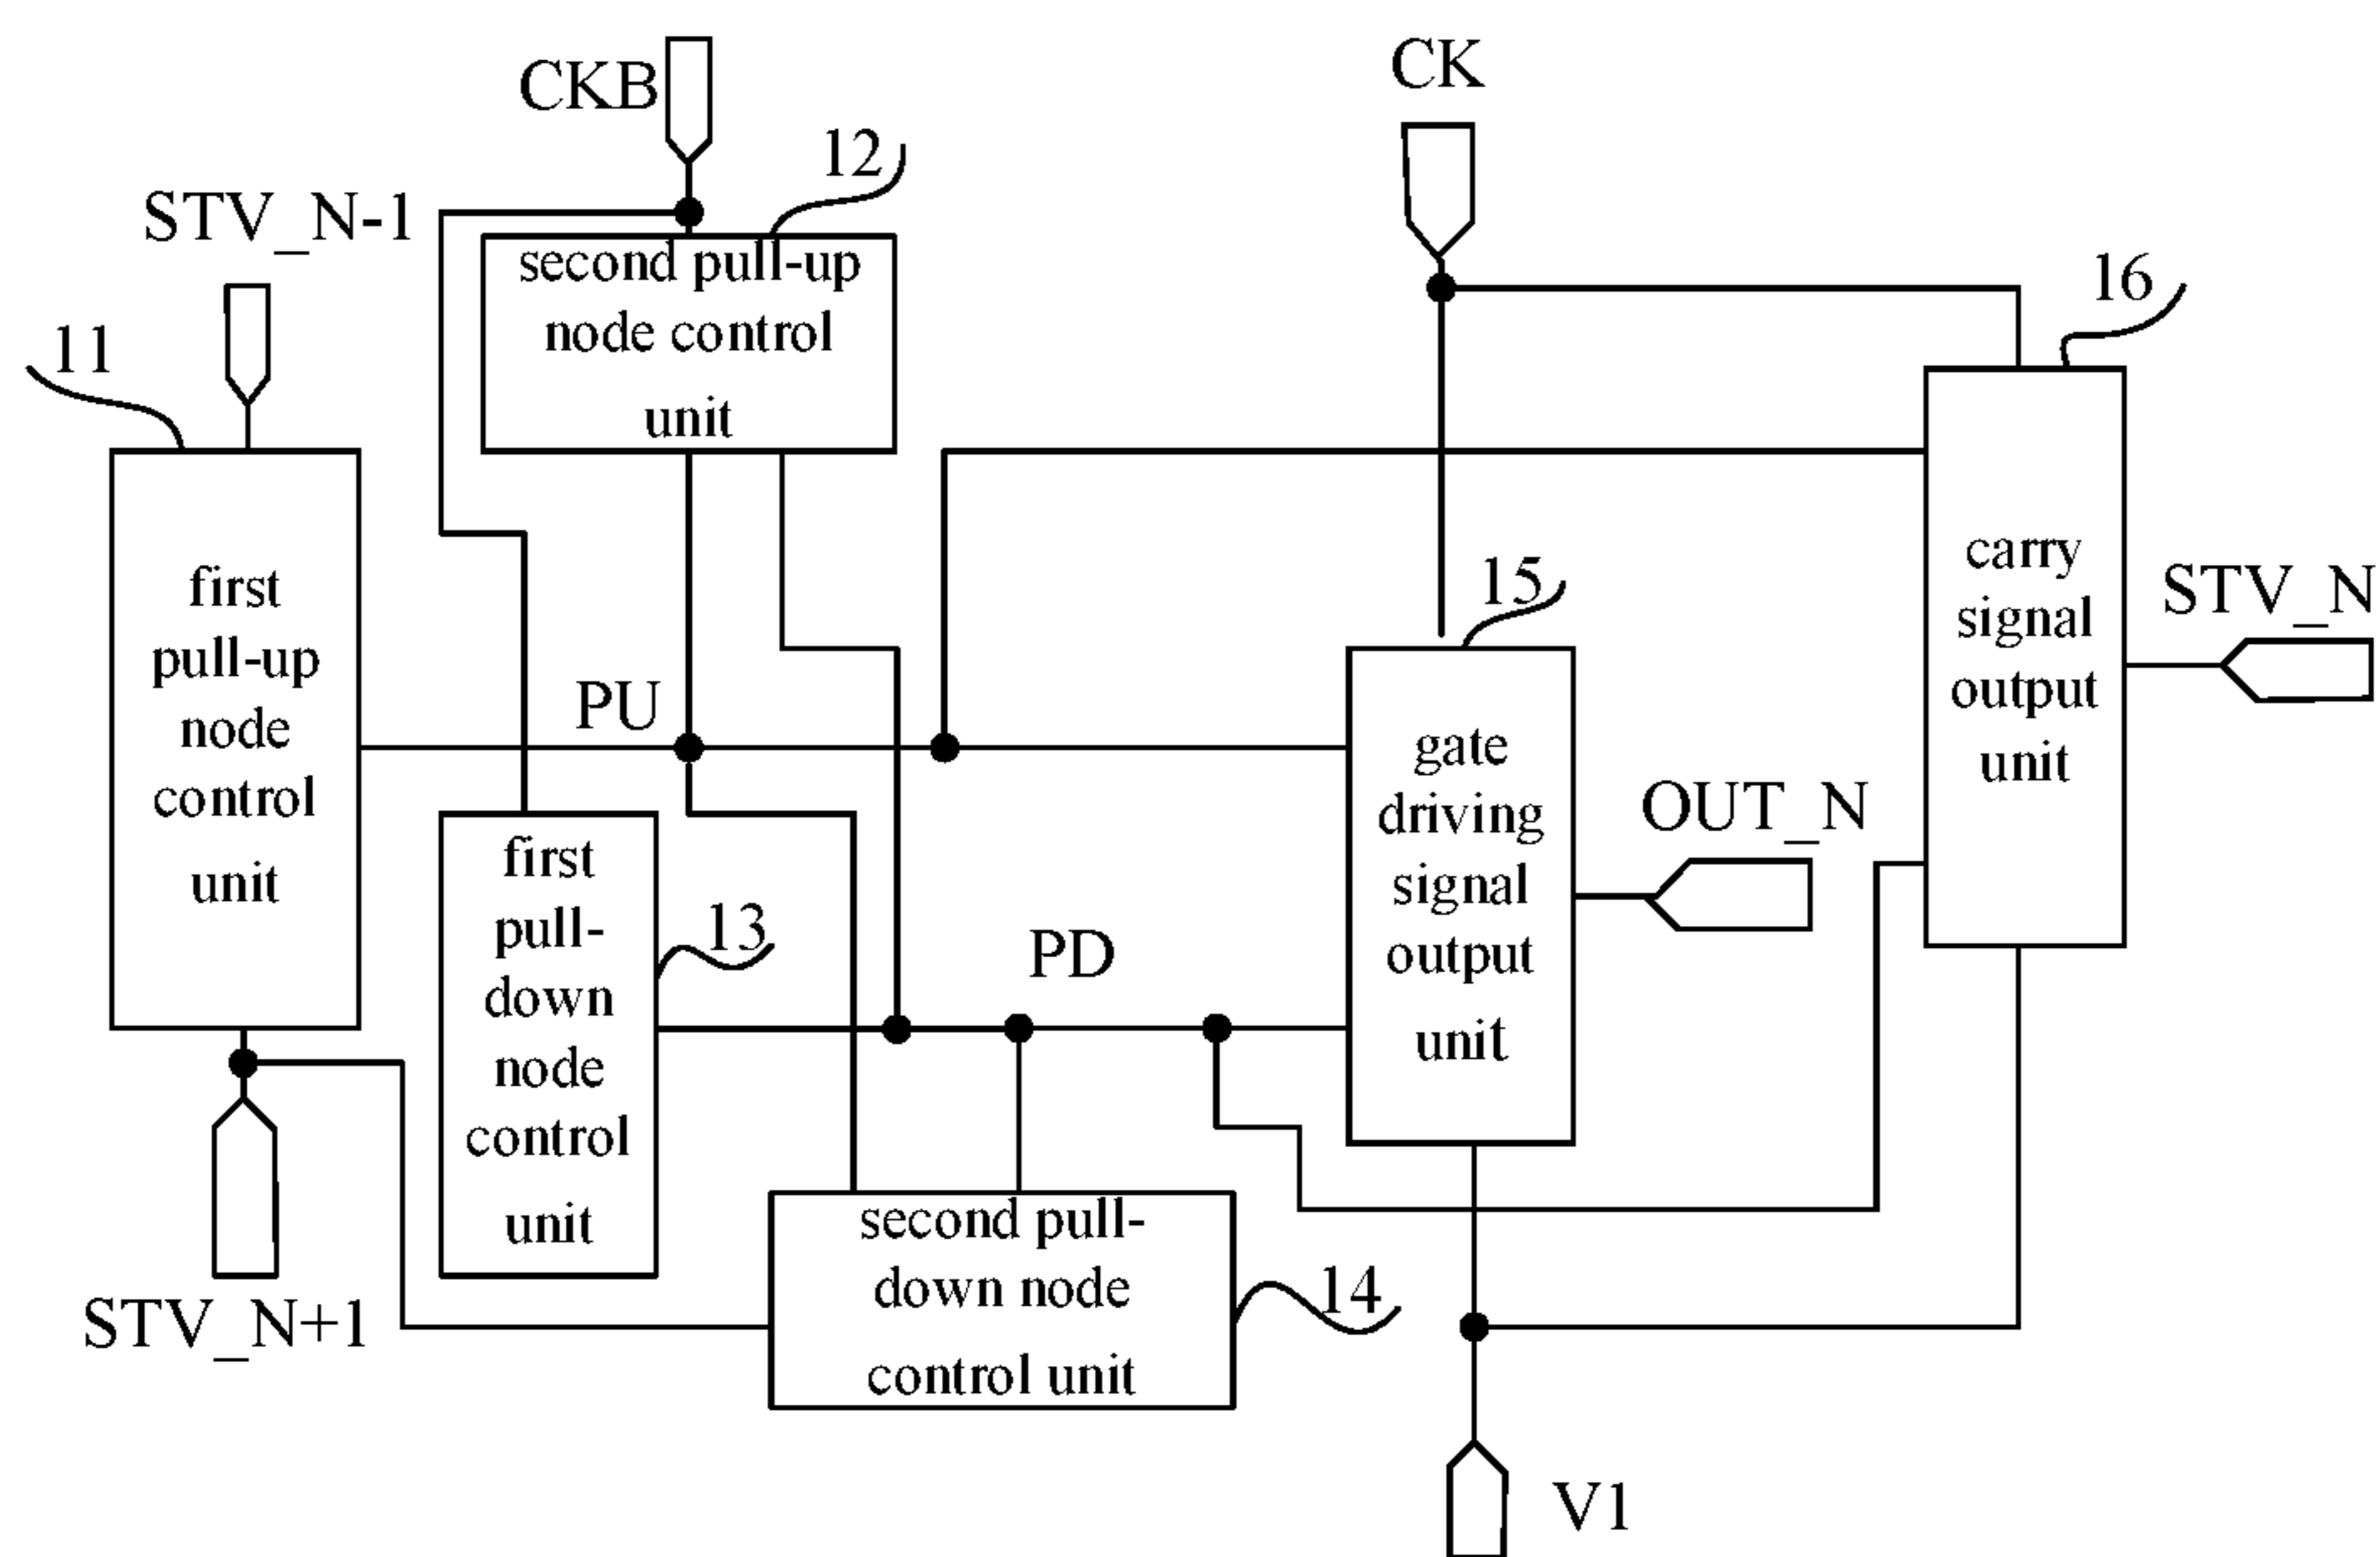 CKB
CK
12
STV_N-1
second pull-up
node control
unit
16
11
first
pull-up
node
control
unit
carry
signal
output
unit
STV_N
15
PU
gate
driving
signal
output
unit
OUT_N
first
pull-
down
node
control
unit
13
PD
second pull-
down node
control unit
14
STV_N+1
V1